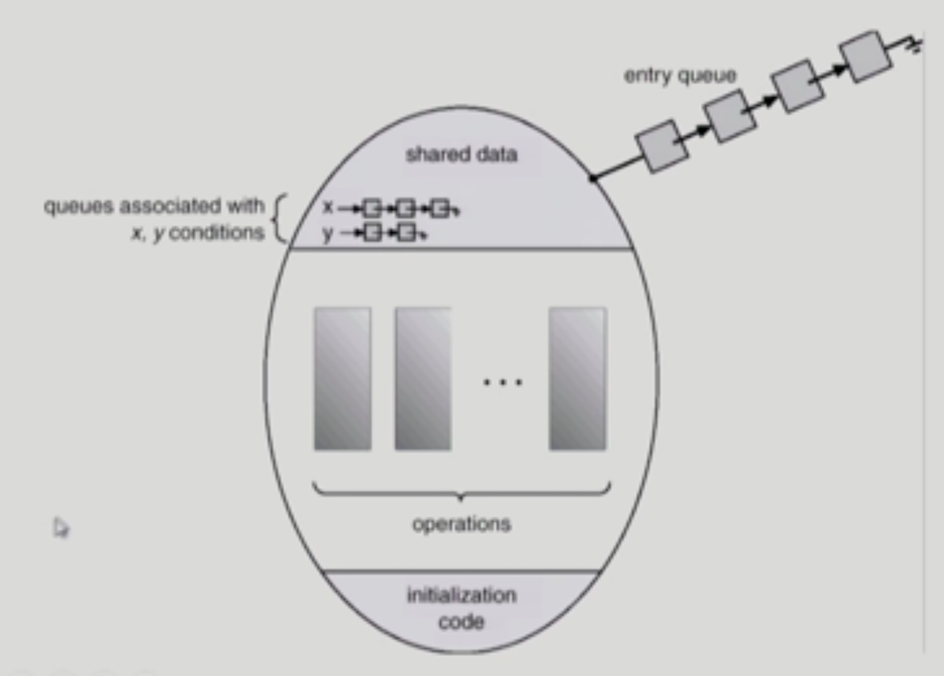 entry queue
shared data
queues associated with
x, y conditions
x
y
...
operations
initialization
code